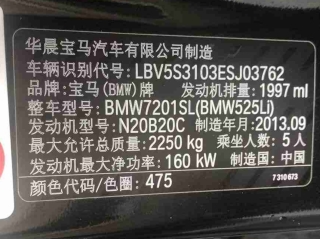 华晨宝马汽车有限公司制造
车辆识别代号: LBV5S3103ESJ03762
品牌: 宝马(BMW)牌 发动机排量: 1997 ml
整车型号: BMW7201SL(BMW525Li)
发动机型号: N20B20C 制造年月: 2013.09
最大允许总质量: 2250 kg 乘坐人数: 5人
发动机最大净功率: 160 kW 制造国: 中国
颜色代码/色圈: 475 7310673